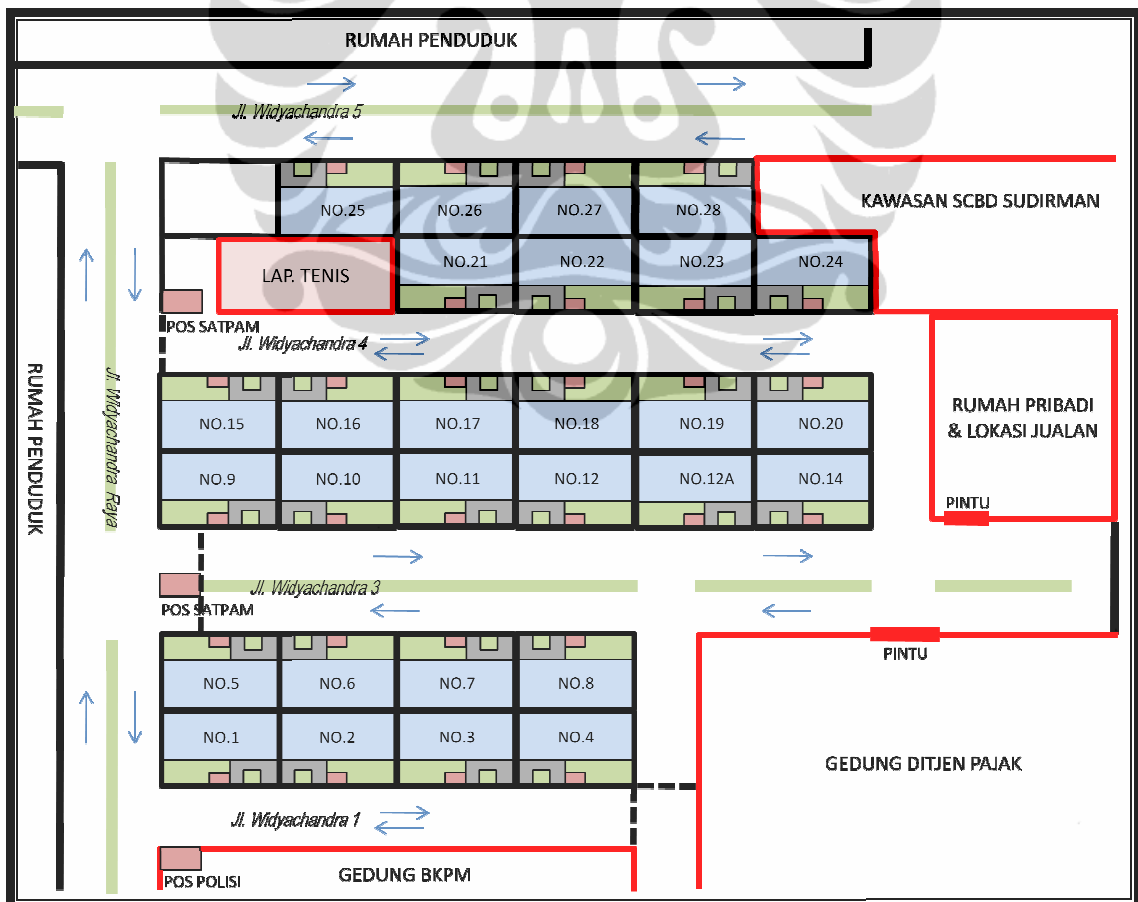 RUMAH PENDUDUK
Jl. Widyachandra 5
NO.25
NO.26
NO.27
NO.28
KAWASAN SCBD SUDIRMAN
LAP. TENIS
NO.21
NO.22
NO.23
NO.24
POS SATPAM
Jl. Widyachandra 4
RUMAH PENDUDUK
Jl. Widyachandra Raya
NO.15
NO.16
NO.17
NO.18
NO.19
NO.20
RUMAH PRIBADI
& LOKASI JUALAN
NO.9
NO.10
NO.11
NO.12
NO.12A
NO.14
PINTU
Jl. Widyachandra 3
POS SATPAM
PINTU
NO.5
NO.6
NO.7
NO.8
NO.1
NO.2
NO.3
NO.4
GEDUNG DITJEN PAJAK
Jl. Widyachandra 1
POS POLISI
GEDUNG BKPM